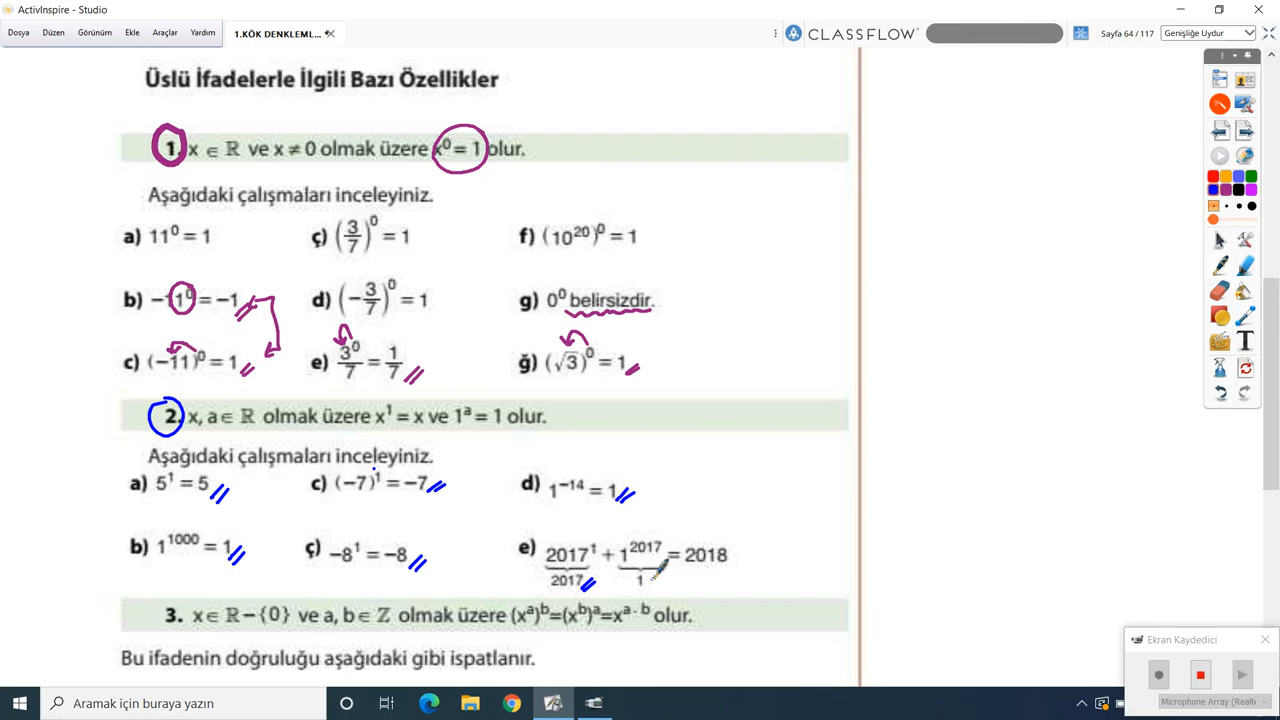 ActivInspire - Studio
Dosya Düzen Görünüm Ekle Araçlar Yardım
1.KÖK DENKLEML...
CLASSFLOW
Sayfa 64 / 117
Genişliğe Uydur
Üslü İfadelerle İlgili Bazı Özellikler
1. x ∈ ℝ ve x ≠ 0 olmak üzere x⁰ = 1 olur.
Aşağıdaki çalışmaları inceleyiniz.
a) 11⁰ = 1
ç) (3/7)⁰ = 1
f) (10²⁰)⁰ = 1
b) −11⁰ = −1
d) (−3/7)⁰ = 1
g) 0⁰ belirsizdir.
c) (−11)⁰ = 1
e) 3⁰/7 = 1/7
ğ) (√3)⁰ = 1
2. x, a ∈ ℝ olmak üzere x¹ = x ve 1ᵃ = 1 olur.
Aşağıdaki çalışmaları inceleyiniz.
a) 5¹ = 5
c) (−7)¹ = −7
d) 1⁻¹⁴ = 1
b) 1¹⁰⁰⁰ = 1
ç) −8¹ = −8
e) 2017¹ + 1²⁰¹⁷ = 2018
2017 1
3. x ∈ ℝ − {0} ve a, b ∈ ℤ olmak üzere (xᵃ)ᵇ=(xᵇ)ᵃ=xᵃ·ᵇ olur.
Bu ifadenin doğruluğu aşağıdaki gibi ispatlanır.
Ekran Kaydedici
Microphone Array (Realt
Aramak için buraya yazın